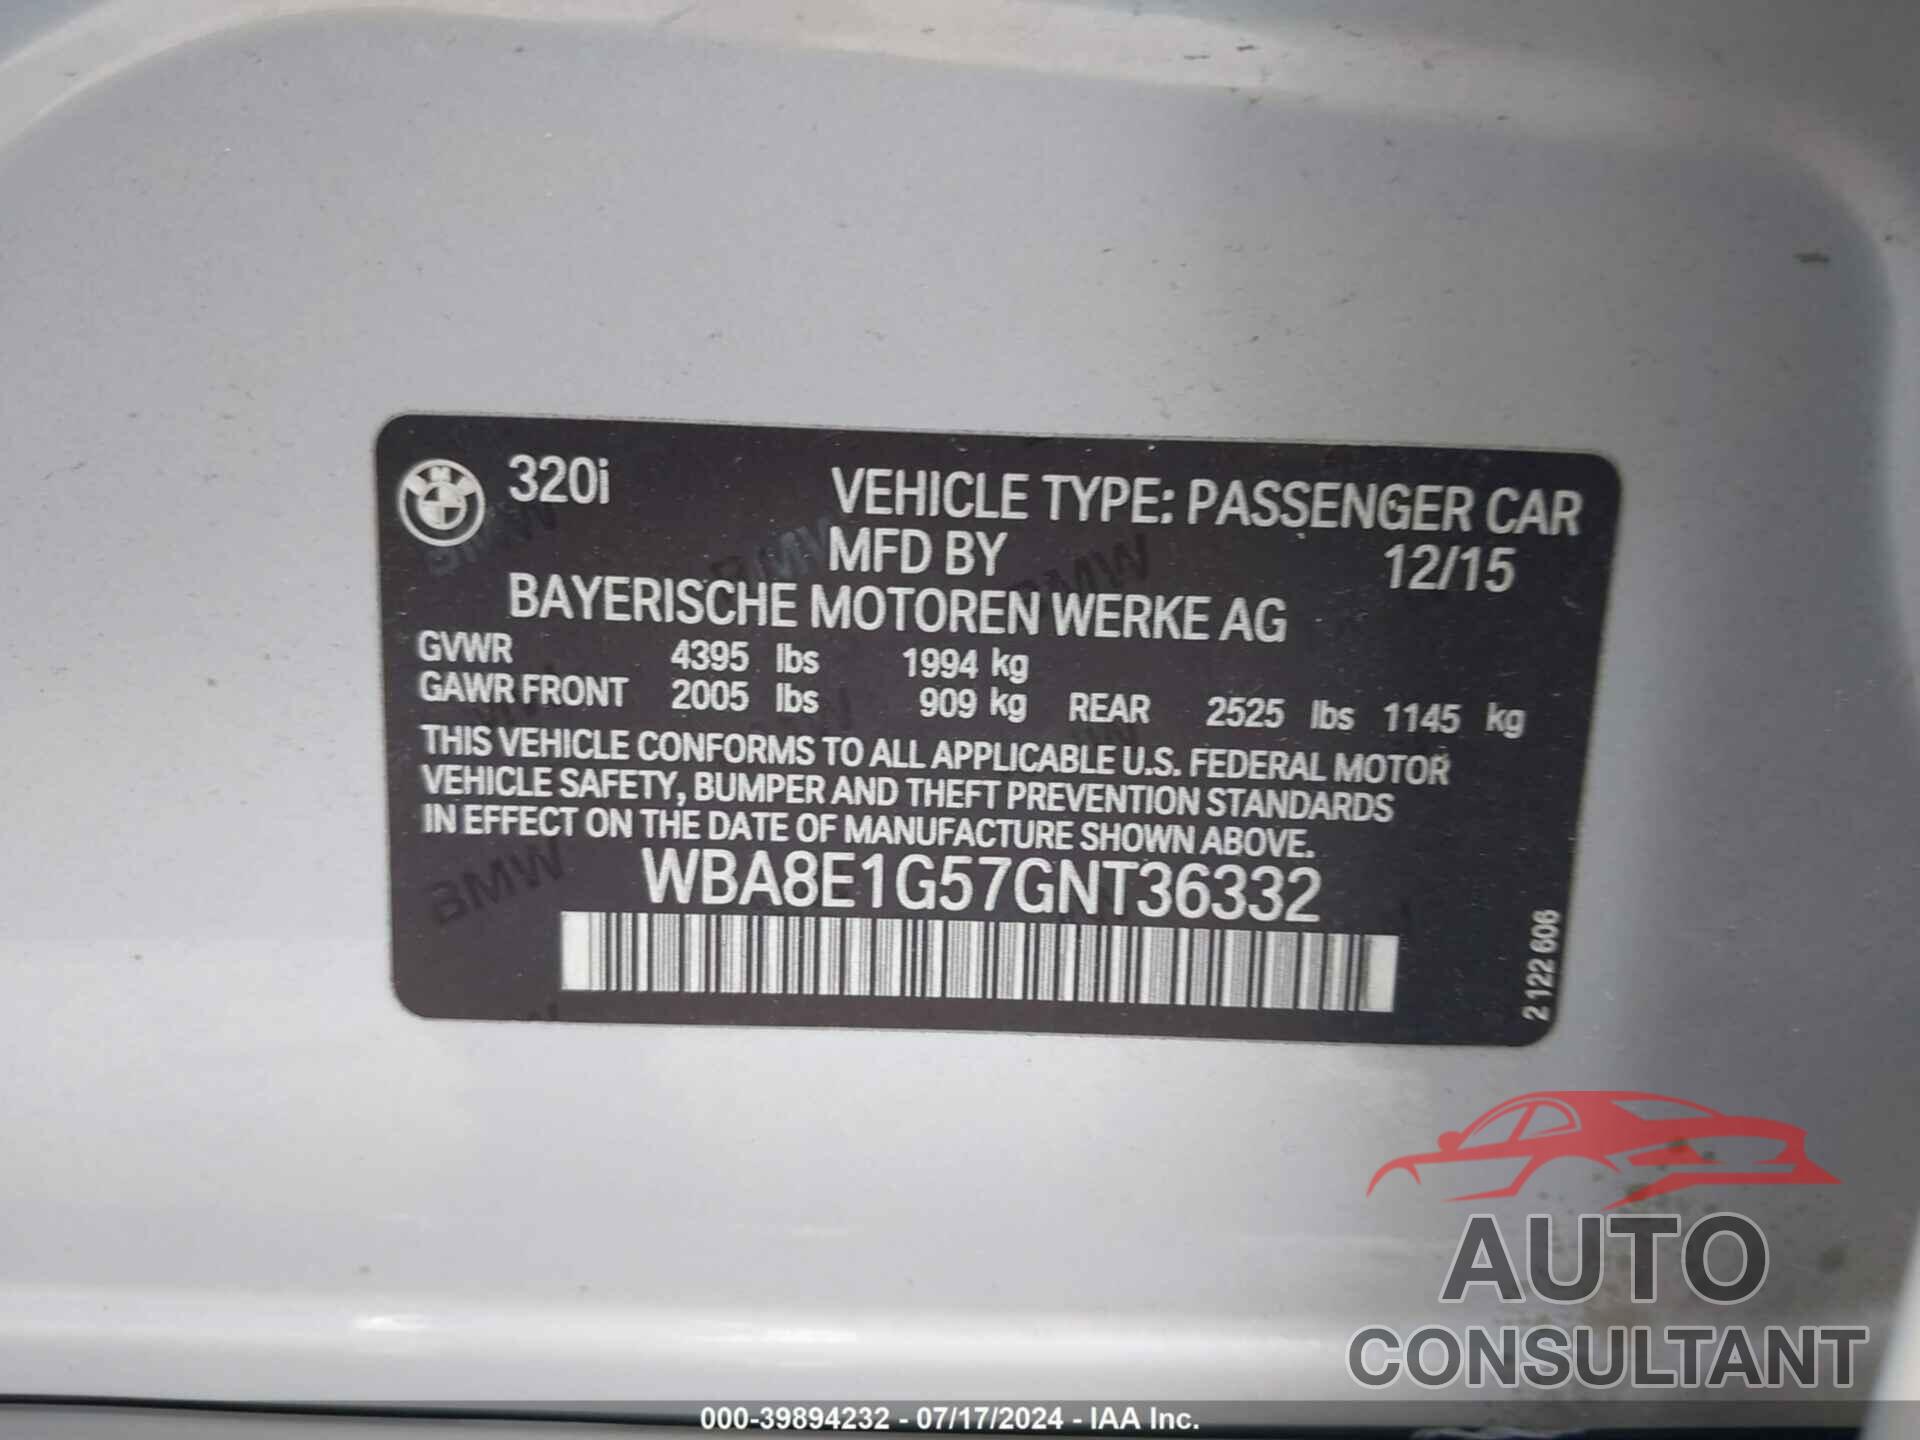 320i
VEHICLE TYPE: PASSENGER CAR
MFD BY 12/15
BAYERISCHE MOTOREN WERKE AG
GVWR 4395 lbs 1994 kg
GAWR FRONT 2005 lbs 909 kg REAR 2525 lbs 1145 kg
THIS VEHICLE CONFORMS TO ALL APPLICABLE U.S. FEDERAL MOTOR
VEHICLE SAFETY, BUMPER AND THEFT PREVENTION STANDARDS
IN EFFECT ON THE DATE OF MANUFACTURE SHOWN ABOVE.
WBA8E1G57GNT36332
2 122 606
AUTO
CONSULTANT
000-39894232 - 07/17/2024 - IAA Inc.